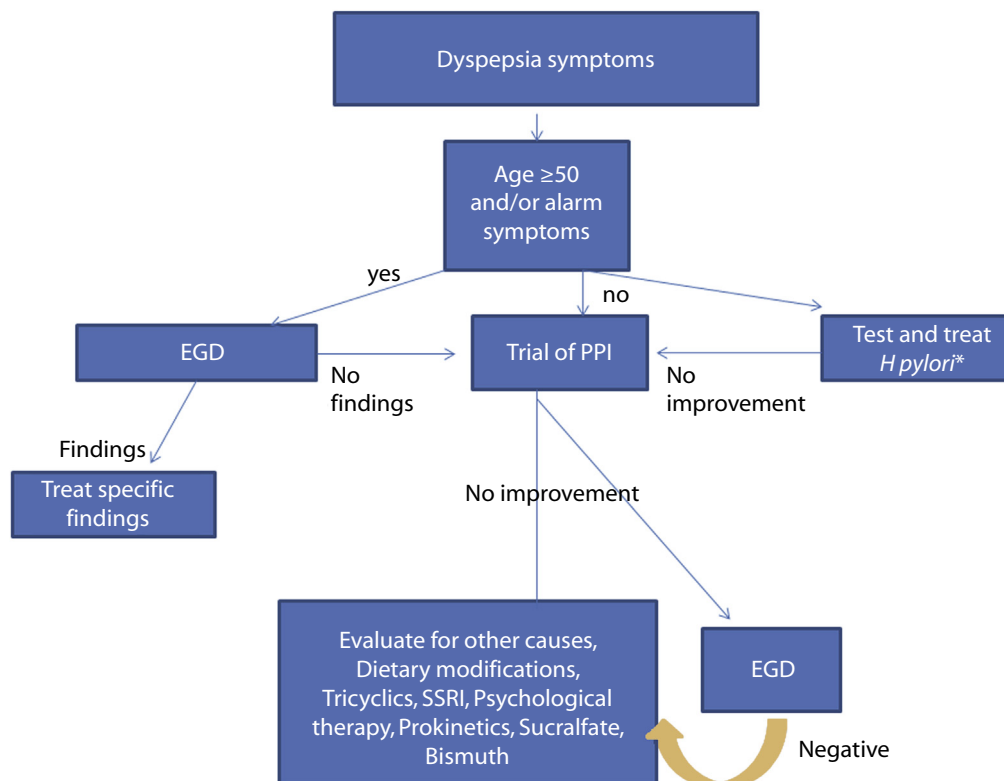 Dyspepsia symptoms
Age ≥50
and/or alarm
symptoms
yes
no
EGD
Trial of PPI
Test and treat
H pylori*
No
findings
No
improvement
Findings
Treat specific
findings
No improvement
Evaluate for other causes,
Dietary modifications,
Tricyclics, SSRI, Psychological
therapy, Prokinetics, Sucralfate,
Bismuth
EGD
Negative